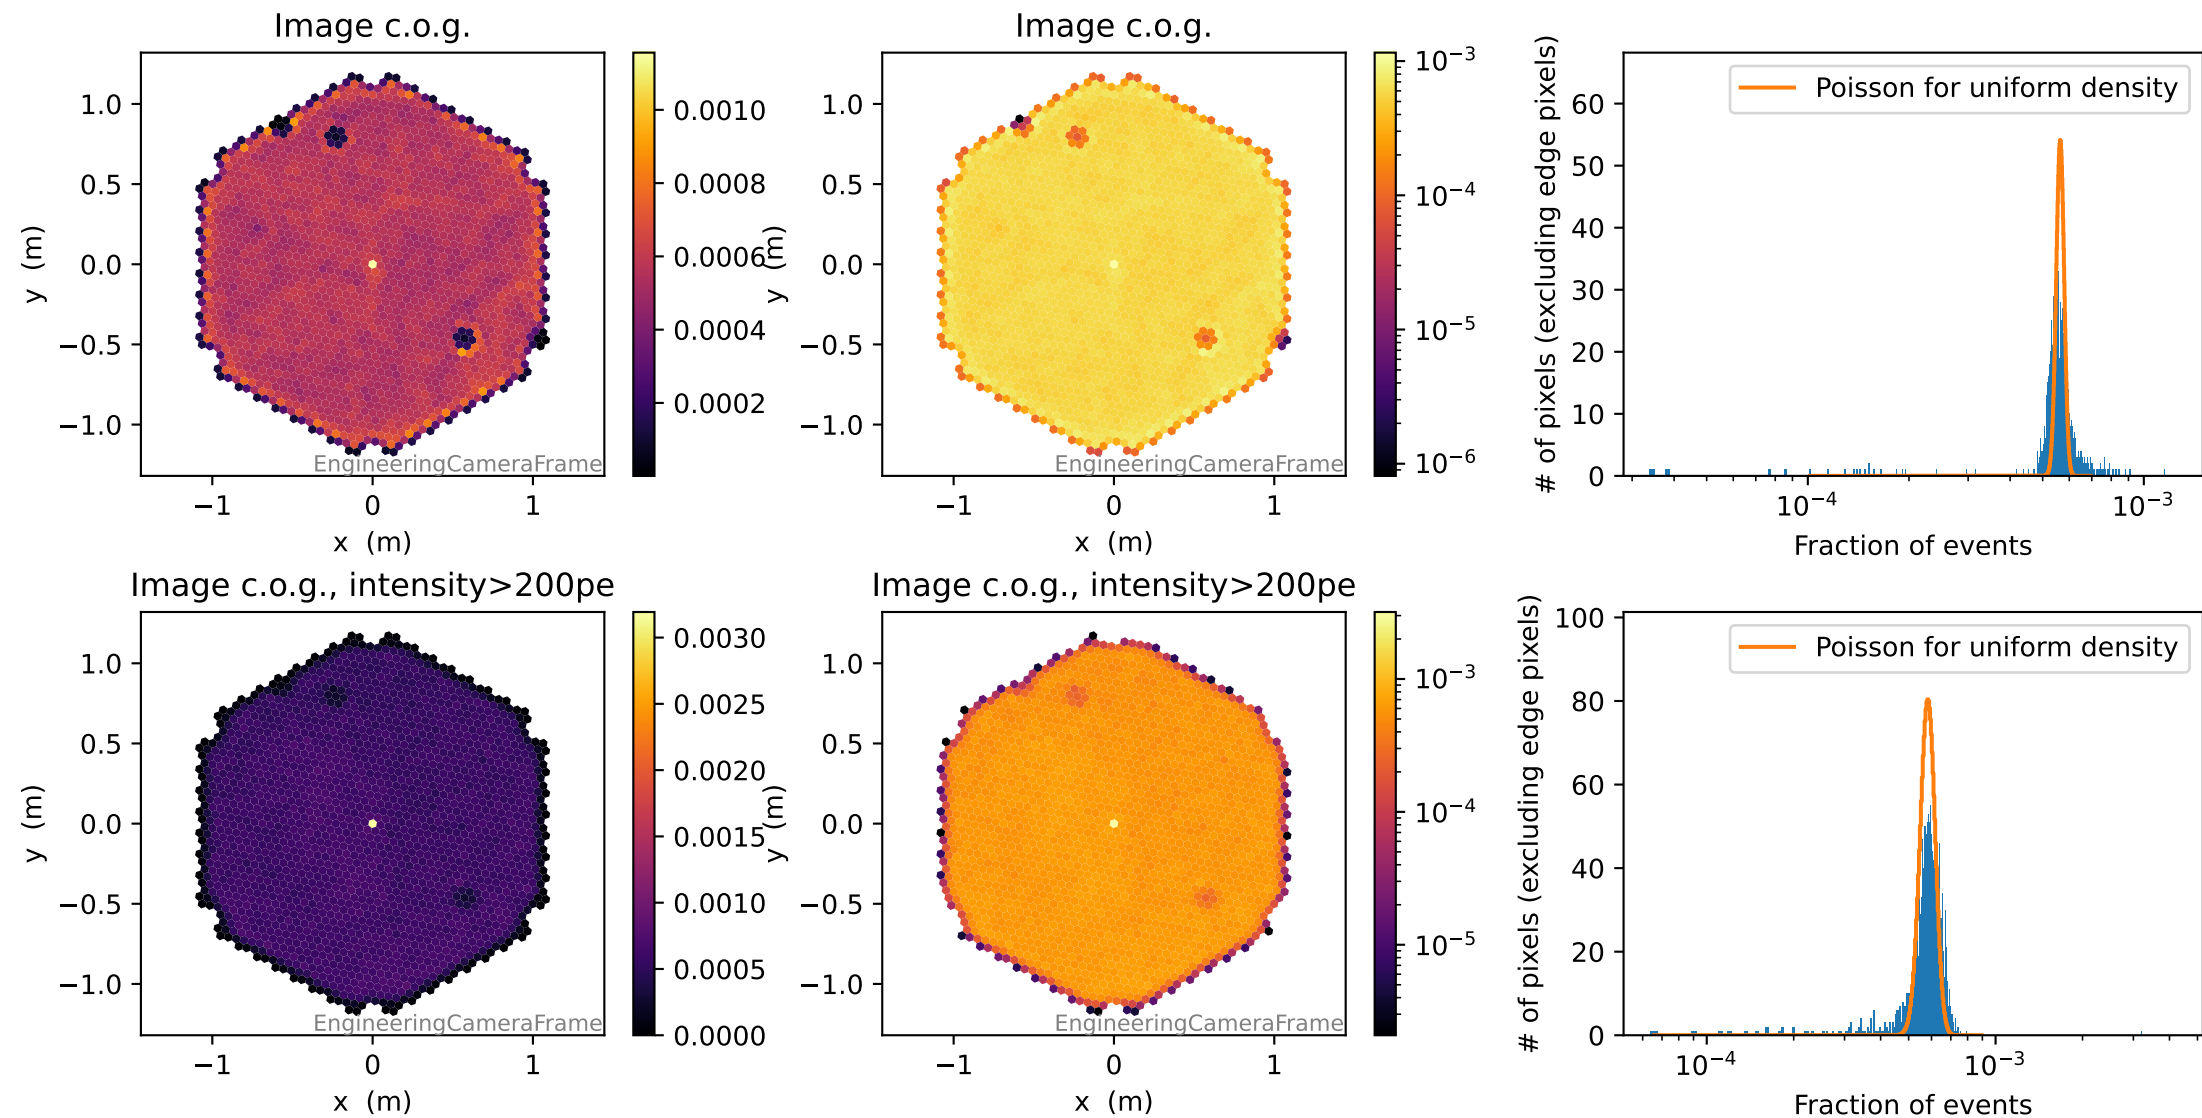 Image c.o.g.
1.0
0.5
0.0
−0.5
−1.0
y (m)
−1 0 1
x (m)
EngineeringCameraFrame
0.0010
0.0008
0.0006
0.0004
0.0002
Image c.o.g.
1.0
0.5
0.0
−0.5
−1.0
y (m)
−1 0 1
x (m)
EngineeringCameraFrame
10−3
10−4
10−5
10−6
# of pixels (excluding edge pixels)
60
50
40
30
20
10
0
Poisson for uniform density
10−4 10−3
Fraction of events
Image c.o.g., intensity>200pe
1.0
0.5
0.0
−0.5
−1.0
y (m)
−1 0 1
x (m)
EngineeringCameraFrame
0.0030
0.0025
0.0020
0.0015
0.0010
0.0005
0.0000
Image c.o.g., intensity>200pe
1.0
0.5
0.0
−0.5
−1.0
y (m)
−1 0 1
x (m)
EngineeringCameraFrame
10−3
10−4
10−5
# of pixels (excluding edge pixels)
100
80
60
40
20
0
Poisson for uniform density
10−4 10−3
Fraction of events